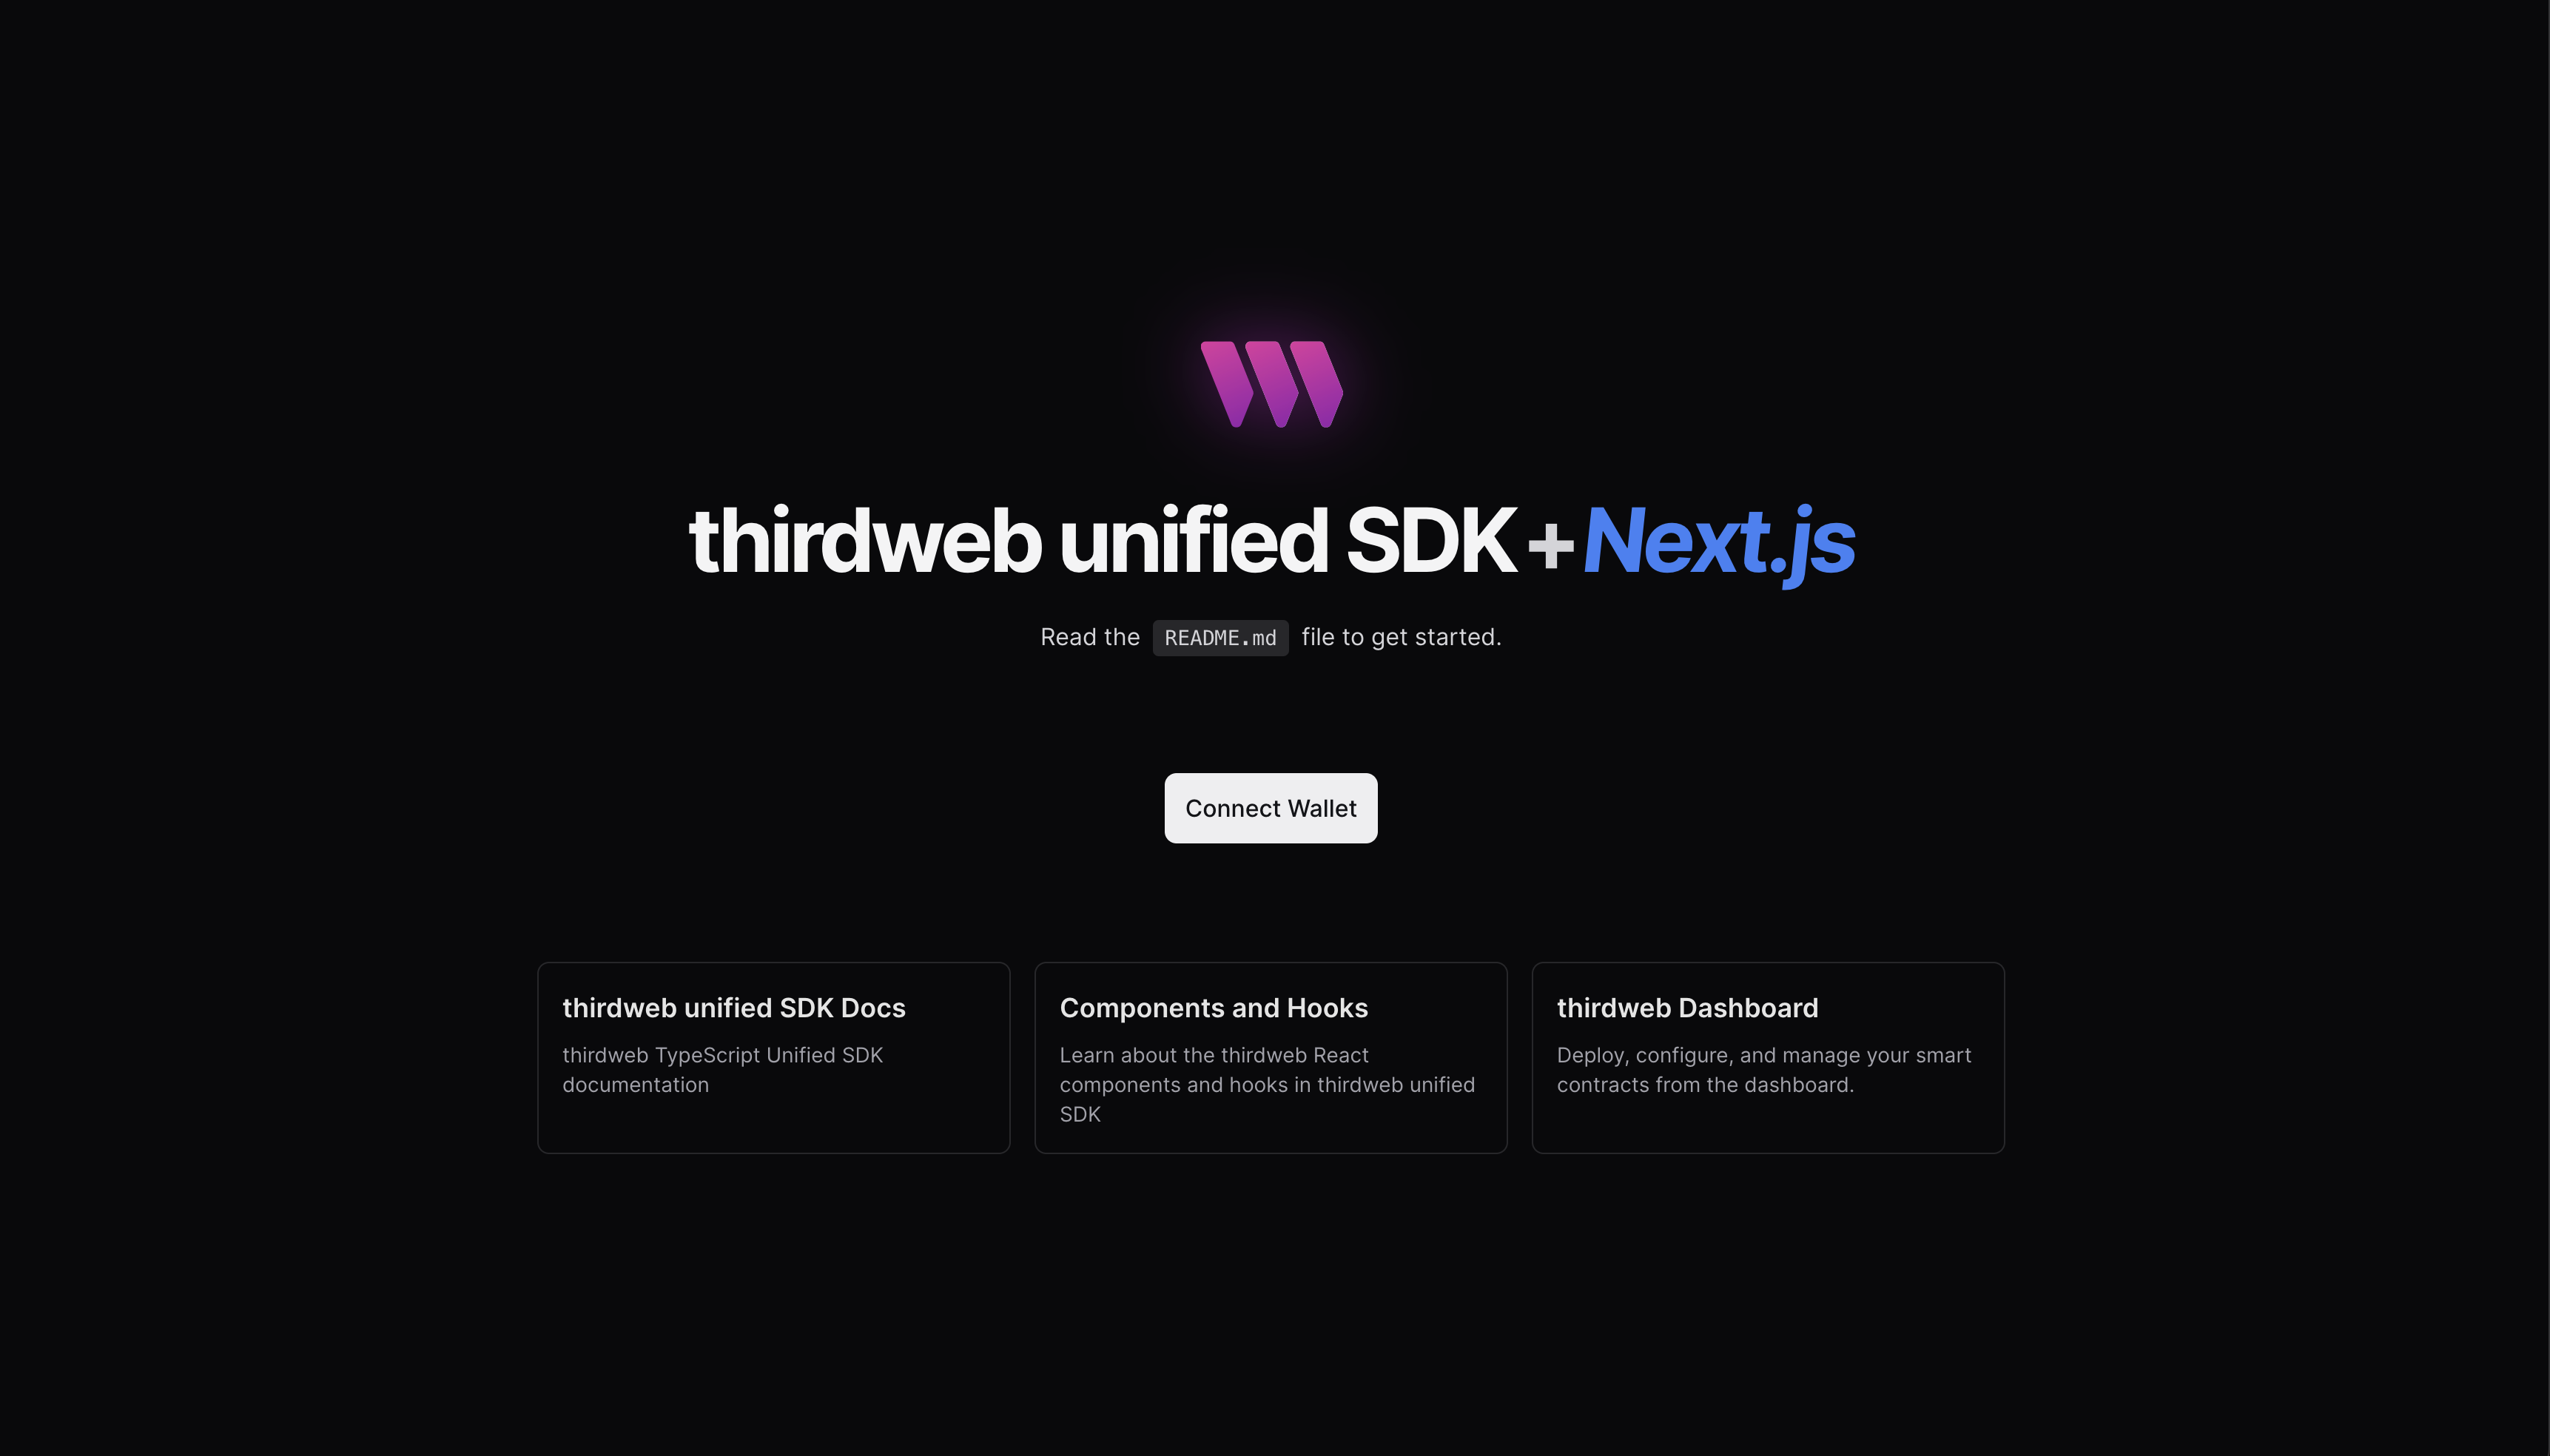 thirdweb unified SDK + Next.js
Read the README.md file to get started.
Connect Wallet
thirdweb unified SDK Docs
thirdweb TypeScript Unified SDK
documentation
Components and Hooks
Learn about the thirdweb React
components and hooks in thirdweb unified
SDK
thirdweb Dashboard
Deploy, configure, and manage your smart
contracts from the dashboard.